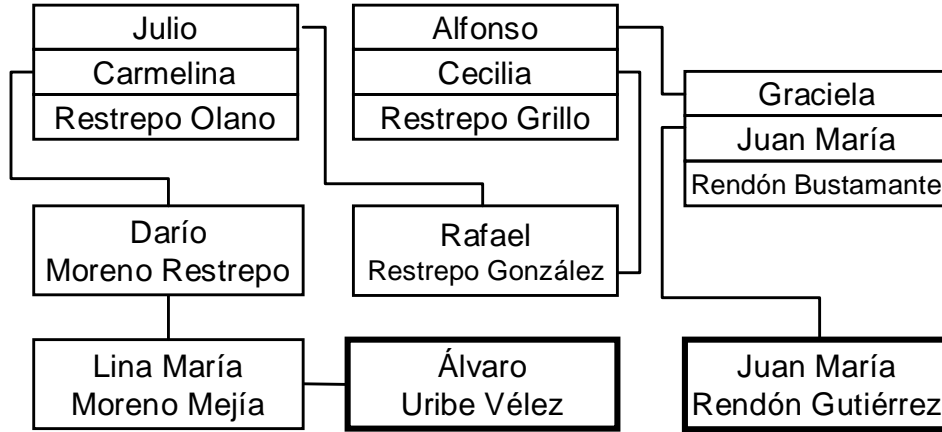 Julio
Carmelina
Restrepo Olano
Alfonso
Cecilia
Restrepo Grillo
Graciela
Juan María
Rendón Bustamante
Darío
Moreno Restrepo
Rafael
Restrepo González
Lina María
Moreno Mejía
Álvaro
Uribe Vélez
Juan María
Rendón Gutiérrez